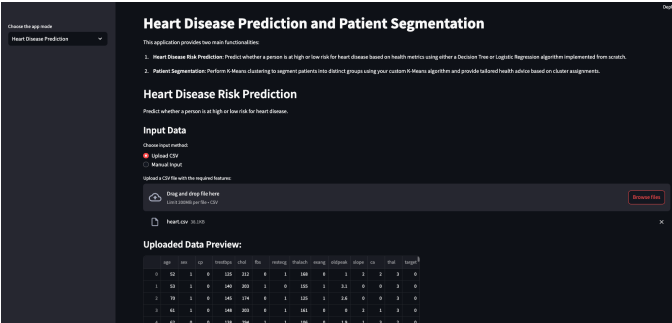 Depl
Choose the app mode
Heart Disease Prediction
Heart Disease Prediction and Patient Segmentation
This application provides two main functionalities:
1. Heart Disease Risk Prediction: Predict whether a person is at high or low risk for heart disease based on health metrics using either a Decision Tree or Logistic Regression algorithm implemented from scratch.
2. Patient Segmentation: Perform K-Means clustering to segment patients into distinct groups using your custom K-Means algorithm and provide tailored health advice based on cluster assignments.
Heart Disease Risk Prediction
Predict whether a person is at high or low risk for heart disease.
Input Data
Choose input method:
Upload CSV
Manual Input
Upload a CSV file with the required features:
Drag and drop file here
Limit 200MB per file • CSV
Browse files
heart.csv 38.1KB
Uploaded Data Preview:
age sex cp trestbps chol fbs restecg thalach exang oldpeak slope ca thal target
0 52 1 0 125 212 0 1 168 0 1 2 2 3 0
1 53 1 0 140 203 1 0 155 1 3.1 0 0 3 0
2 70 1 0 145 174 0 1 125 1 2.6 0 0 3 0
3 61 1 0 148 203 0 1 161 0 0 2 1 3 0